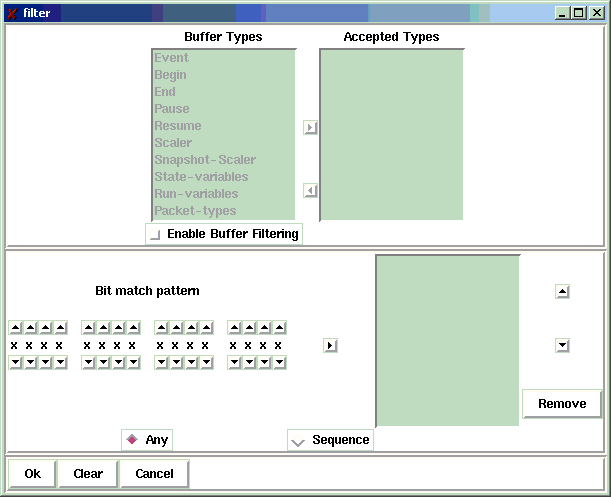 filter
Buffer Types
Accepted Types
Event
Begin
End
Pause
Resume
Scaler
Snapshot-Scaler
State-variables
Run-variables
Packet-types
Enable Buffer Filtering
Bit match pattern
x x x x x x x x x x x x x x x x
Remove
Any
Sequence
Ok
Clear
Cancel